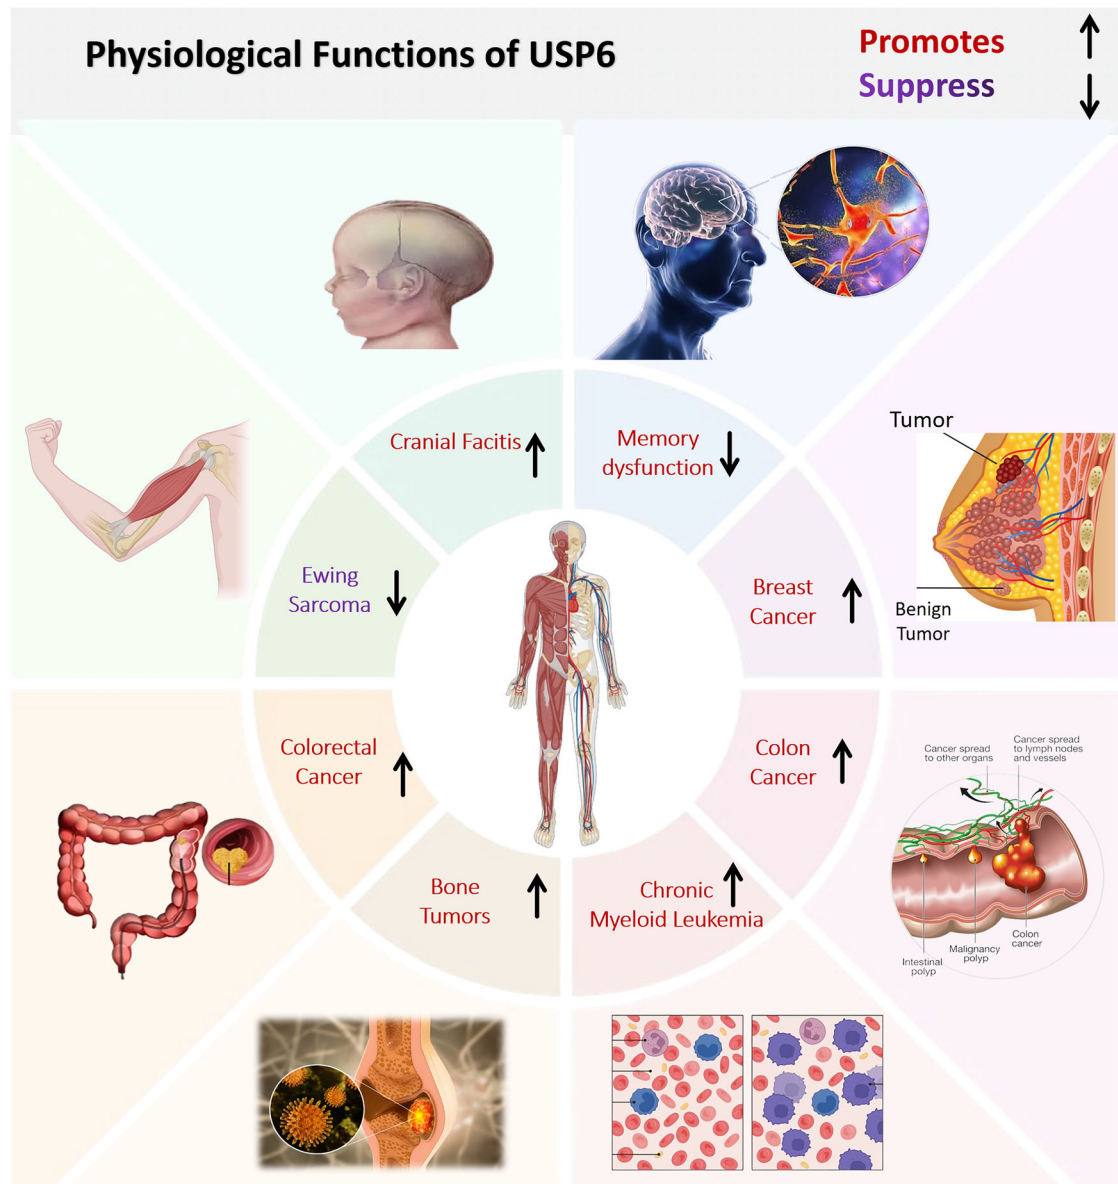 Physiological Functions of USP6
Promotes
Suppress
Cranial Facitis
Memory
dysfunction
Tumor
Benign
Tumor
Ewing
Sarcoma
Breast
Cancer
Colorectal
Cancer
Colon
Cancer
Cancer spread
to other organs
Cancer spread
to lymph nodes
and vessels
Intestinal
polyp
Malignancy
polyp
Colon
cancer
Bone
Tumors
Chronic
Myeloid Leukemia